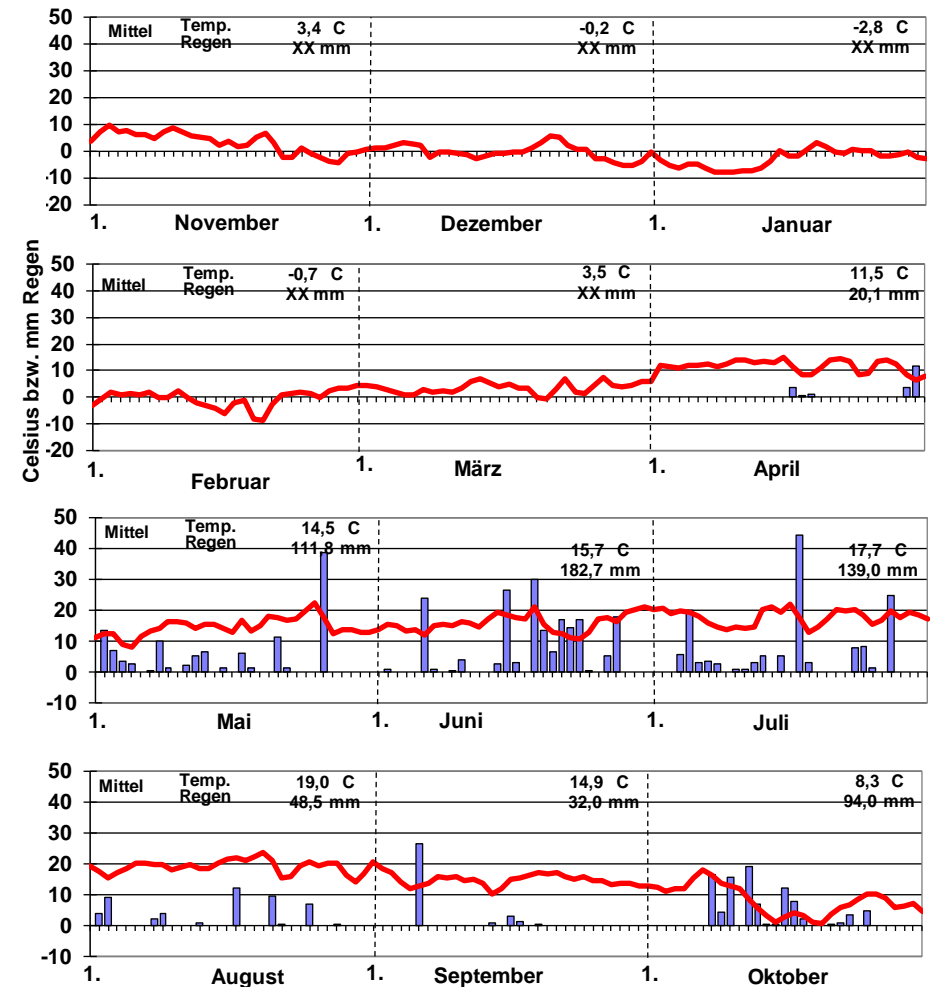 Celsius bzw. mm Regen
50
40
30
20
10
0
-10
-20
Mittel Temp. 3,4 C -0,2 C -2,8 C
Regen XX mm XX mm XX mm
1. November 1. Dezember 1. Januar
50
40
30
20
10
0
-10
-20
Mittel Temp. -0,7 C 3,5 C 11,5 C
Regen XX mm XX mm 20,1 mm
1. Februar 1. März 1. April
50
40
30
20
10
0
-10
Mittel Temp. 14,5 C 15,7 C 17,7 C
Regen 111,8 mm 182,7 mm 139,0 mm
1. Mai 1. Juni 1. Juli
50
40
30
20
10
0
-10
Mittel Temp. 19,0 C 14,9 C 8,3 C
Regen 48,5 mm 32,0 mm 94,0 mm
1. August 1. September 1. Oktober